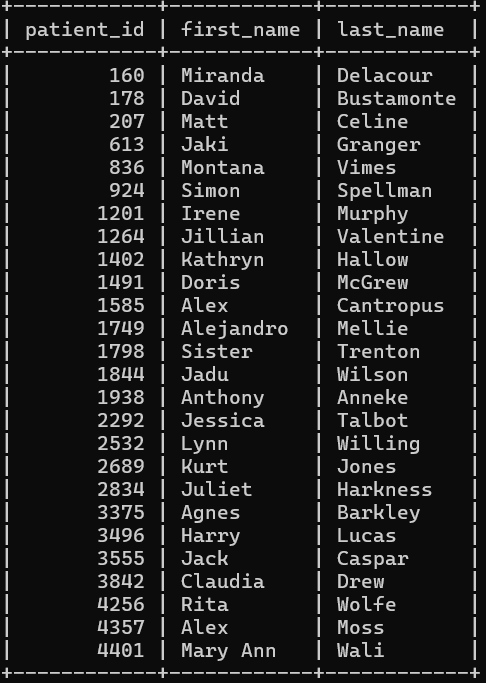 +------------+------------+------------+
| patient_id | first_name | last_name  |
+------------+------------+------------+
|        160 | Miranda    | Delacour   |
|        178 | David      | Bustamonte |
|        207 | Matt       | Celine     |
|        613 | Jaki       | Granger    |
|        836 | Montana    | Vimes      |
|        924 | Simon      | Spellman   |
|       1201 | Irene      | Murphy     |
|       1264 | Jillian    | Valentine  |
|       1402 | Kathryn    | Hallow     |
|       1491 | Doris      | McGrew     |
|       1585 | Alex       | Cantropus  |
|       1749 | Alejandro  | Mellie     |
|       1798 | Sister     | Trenton    |
|       1844 | Jadu       | Wilson     |
|       1938 | Anthony    | Anneke     |
|       2292 | Jessica    | Talbot     |
|       2532 | Lynn       | Willing    |
|       2689 | Kurt       | Jones      |
|       2834 | Juliet     | Harkness   |
|       3375 | Agnes      | Barkley    |
|       3496 | Harry      | Lucas      |
|       3555 | Jack       | Caspar     |
|       3842 | Claudia    | Drew       |
|       4256 | Rita       | Wolfe      |
|       4357 | Alex       | Moss       |
|       4401 | Mary Ann   | Wali       |
+------------+------------+------------+